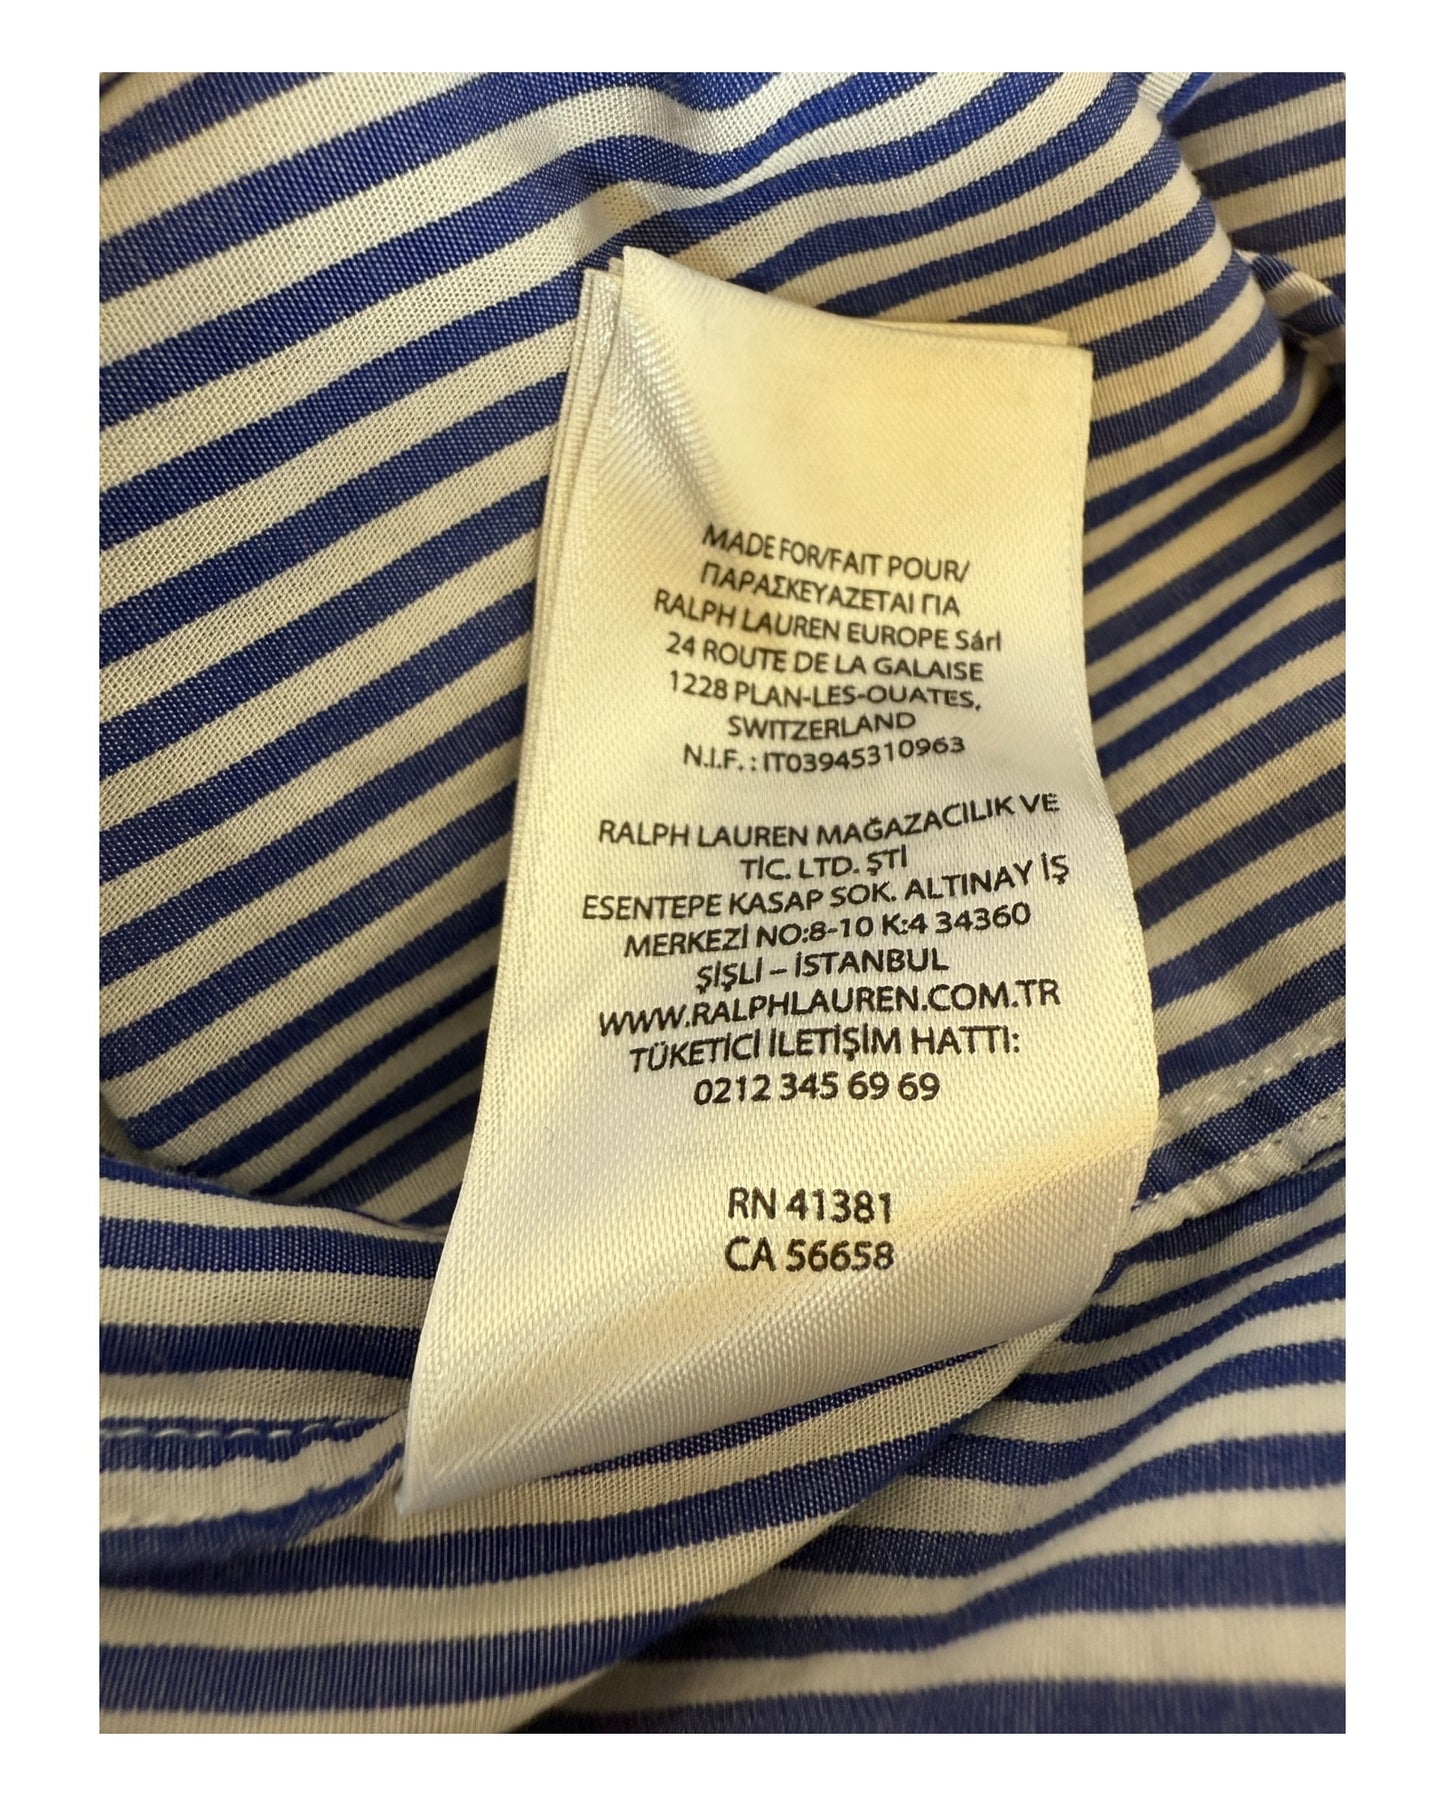 MADE FOR/FAIT POUR/
ΠΑΡΑΣΚΕΥΑΖΕΤΑΙ ΓΙΑ
RALPH LAUREN EUROPE Sárl
24 ROUTE DE LA GALAISE
1228 PLAN-LES-OUATES,
SWITZERLAND
N.I.F. : IT03945310963
RALPH LAUREN MAĞAZACILIK VE
TİC. LTD. ŞTİ
ESENTEPE KASAP SOK. ALTINAY İŞ
MERKEZİ NO:8-10 K:4 34360
ŞİŞLİ – İSTANBUL
WWW.RALPHLAUREN.COM.TR
TÜKETİCİ İLETİŞİM HATTI:
0212 345 69 69
RN 41381
CA 56658